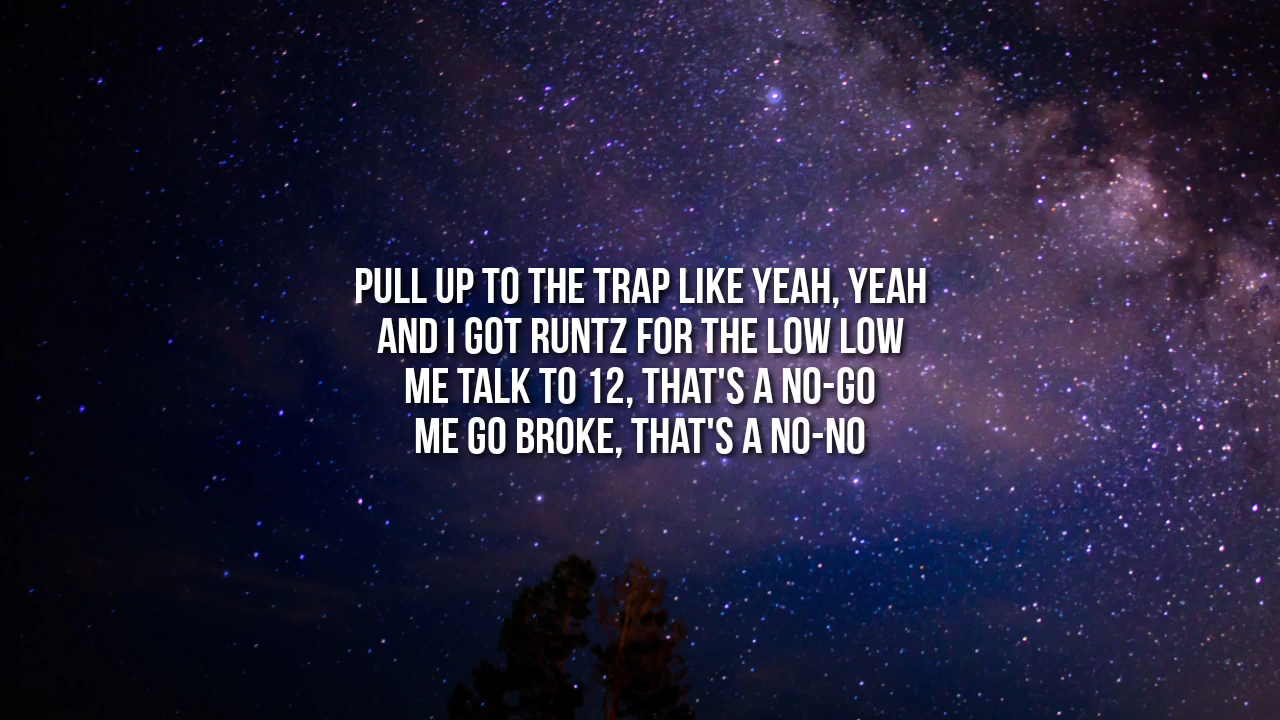 PULL UP TO THE TRAP LIKE YEAH, YEAH
AND I GOT RUNTZ FOR THE LOW LOW
ME TALK TO 12, THAT'S A NO-GO
ME GO BROKE, THAT'S A NO-NO